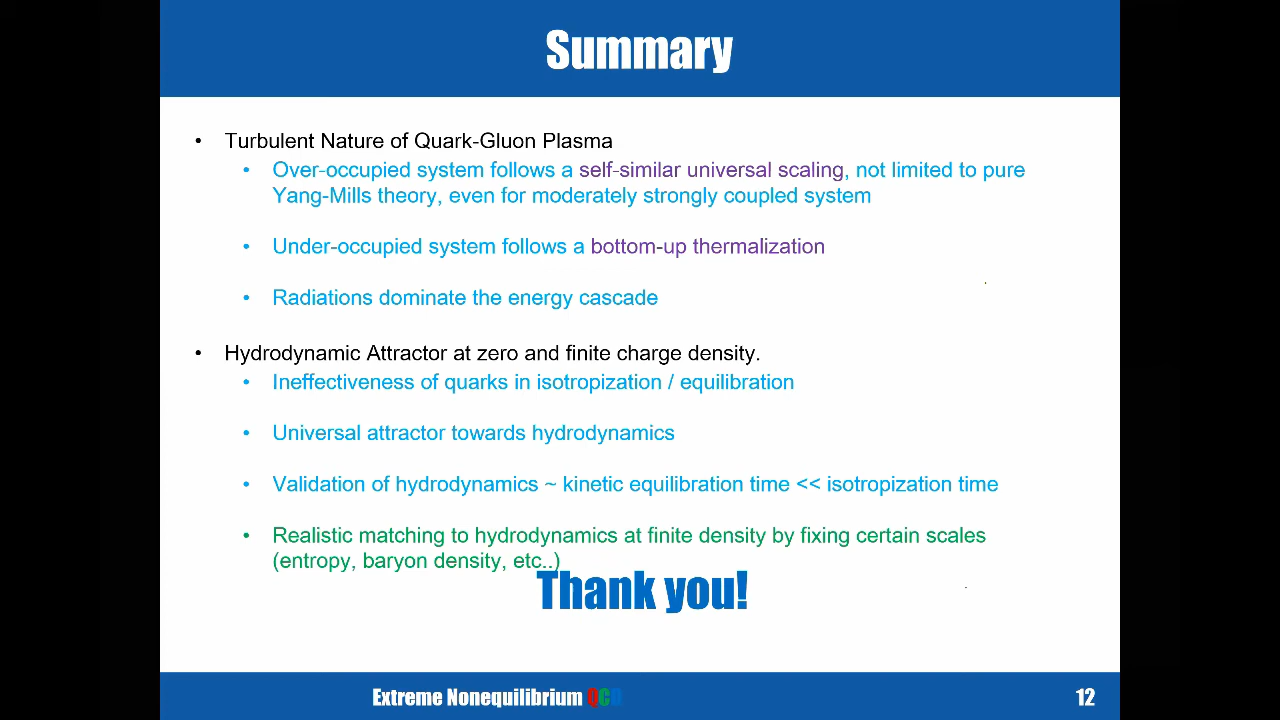 Summary
• Turbulent Nature of Quark-Gluon Plasma
• Over-occupied system follows a self-similar universal scaling, not limited to pure
Yang-Mills theory, even for moderately strongly coupled system
• Under-occupied system follows a bottom-up thermalization
• Radiations dominate the energy cascade
• Hydrodynamic Attractor at zero and finite charge density.
• Ineffectiveness of quarks in isotropization / equilibration
• Universal attractor towards hydrodynamics
• Validation of hydrodynamics ~ kinetic equilibration time << isotropization time
• Realistic matching to hydrodynamics at finite density by fixing certain scales
(entropy, baryon density, etc..)
Thank you!
Extreme Nonequilibrium QCD
12